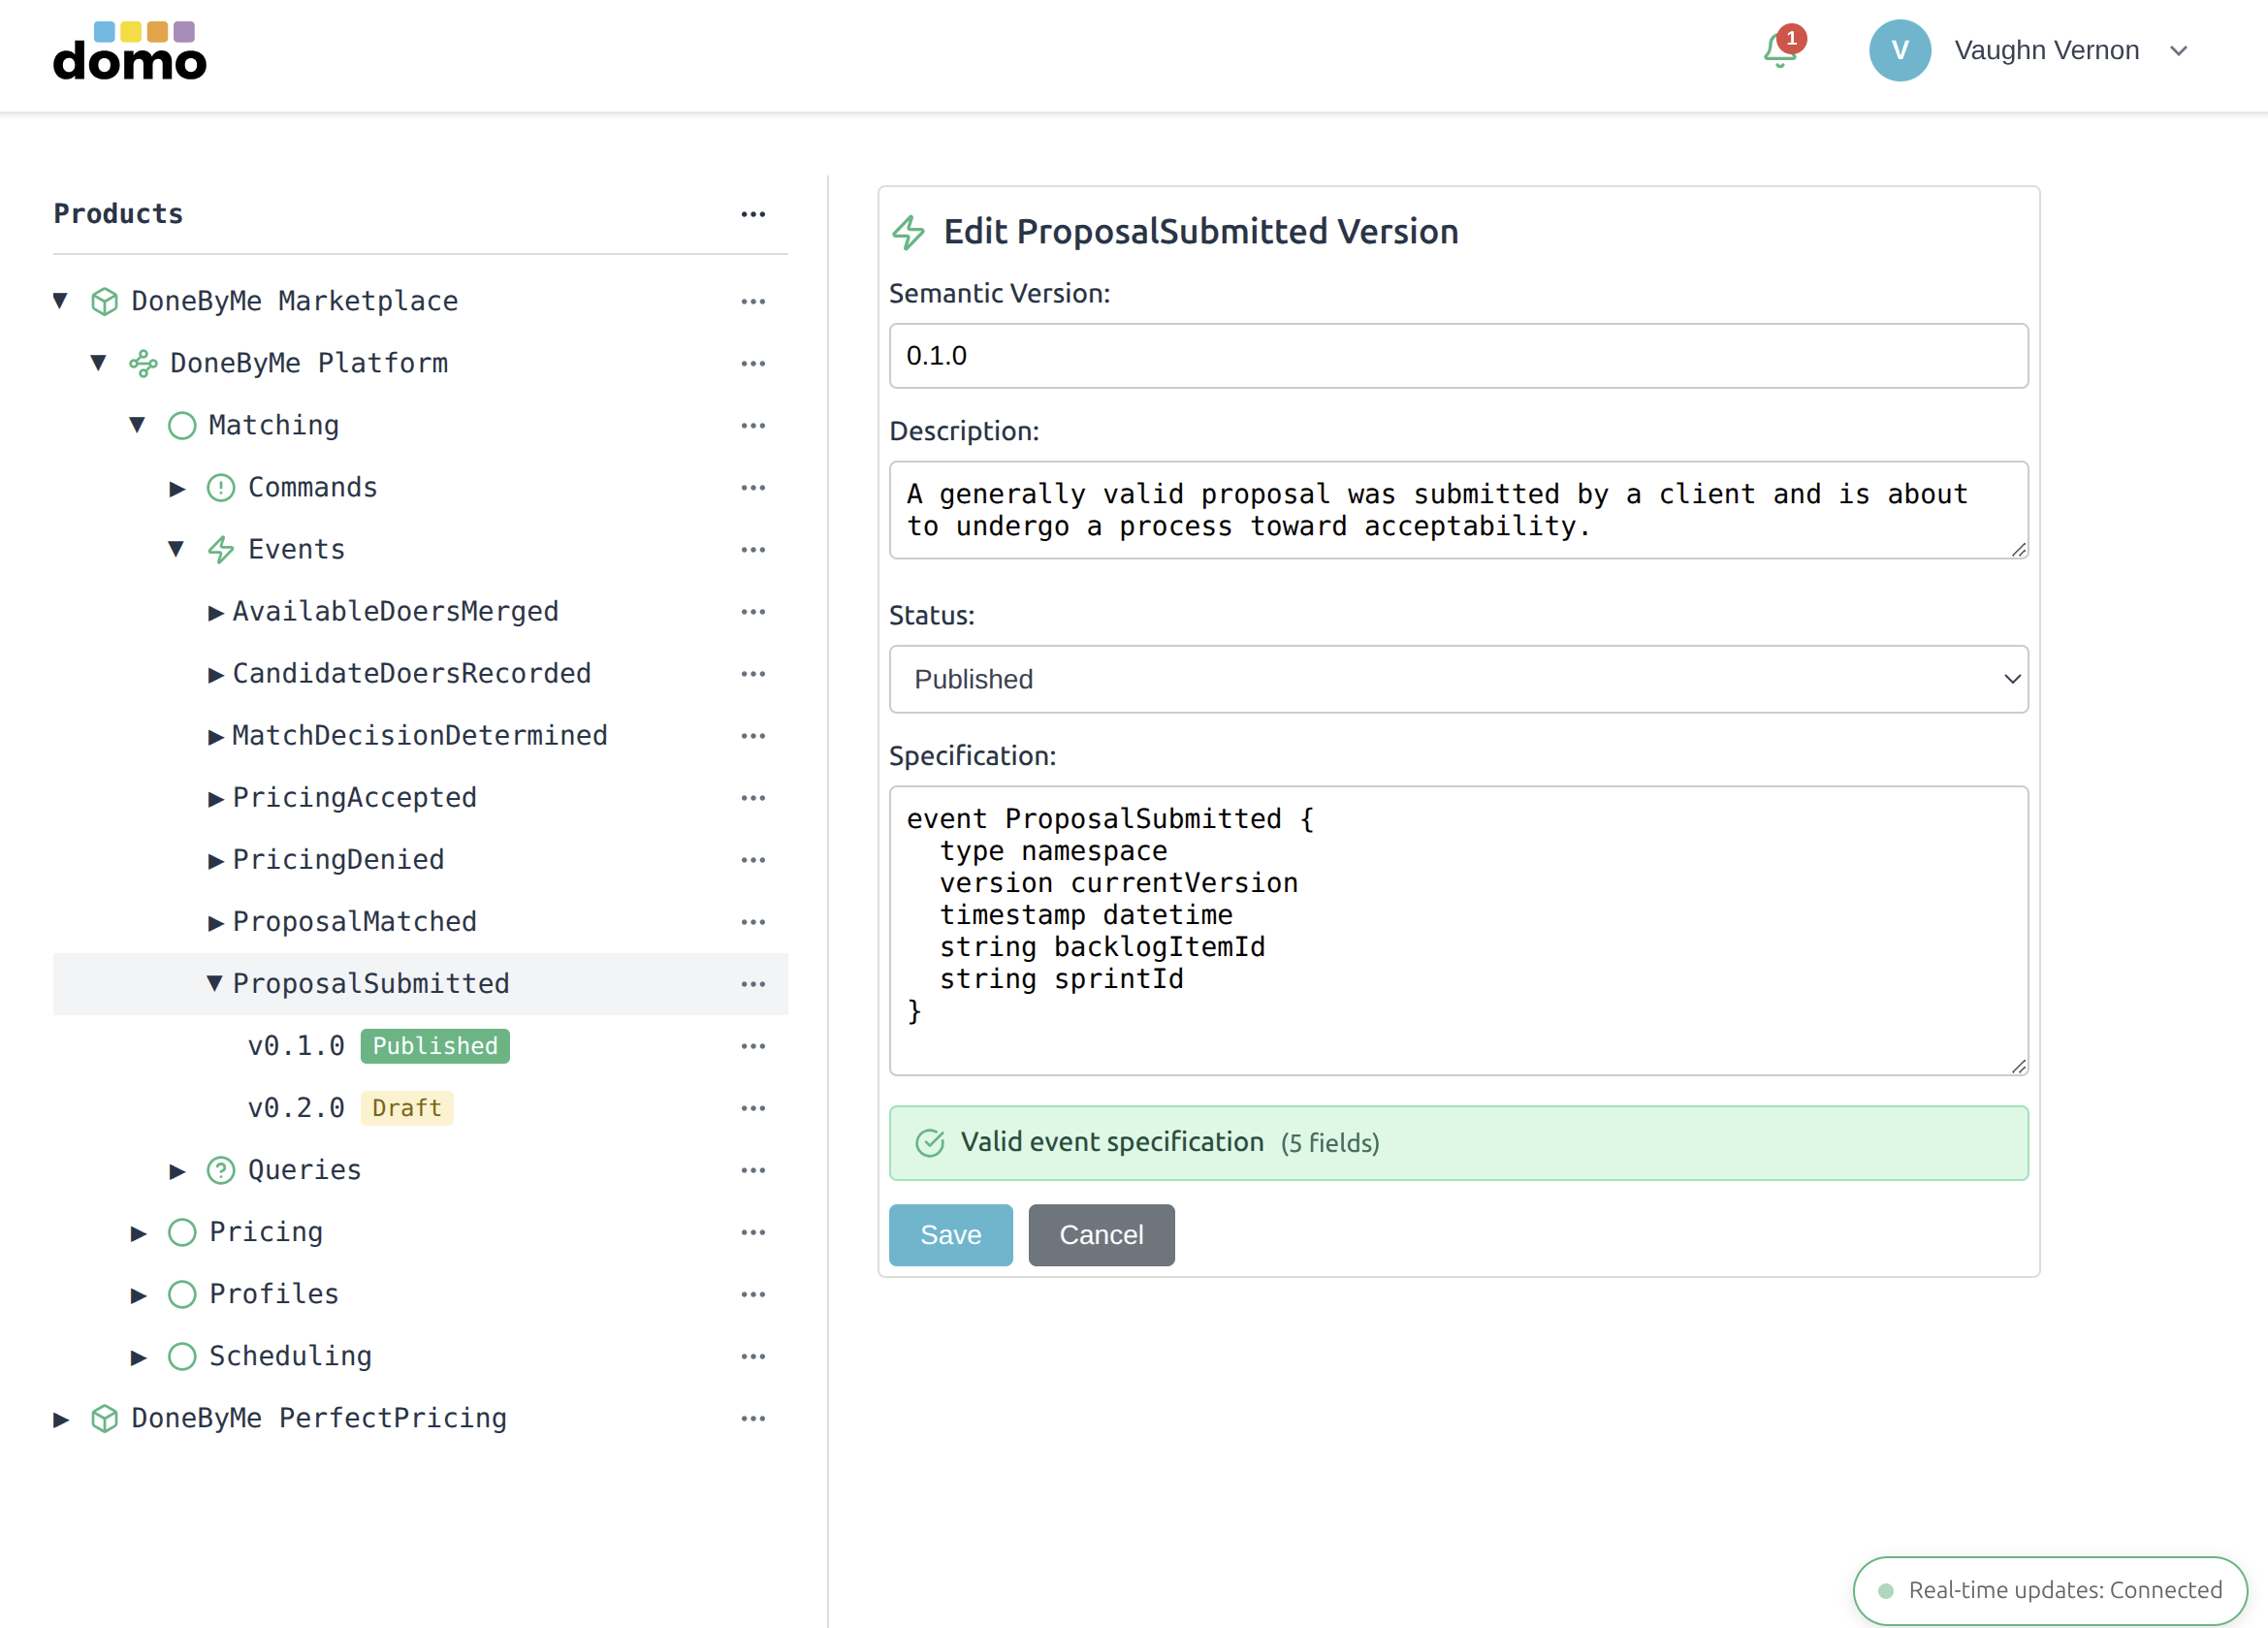 domo
1
V
Vaughn Vernon
Products
DoneByMe Marketplace
DoneByMe Platform
Matching
Commands
Events
AvailableDoersMerged
CandidateDoersRecorded
MatchDecisionDetermined
PricingAccepted
PricingDenied
ProposalMatched
ProposalSubmitted
v0.1.0 Published
v0.2.0 Draft
Queries
Pricing
Profiles
Scheduling
DoneByMe PerfectPricing
Edit ProposalSubmitted Version
Semantic Version:
0.1.0
Description:
A generally valid proposal was submitted by a client and is about
to undergo a process toward acceptability.
Status:
Published
Specification:
event ProposalSubmitted {
  type namespace
  version currentVersion
  timestamp datetime
  string backlogItemId
  string sprintId
}
Valid event specification (5 fields)
Save
Cancel
Real-time updates: Connected